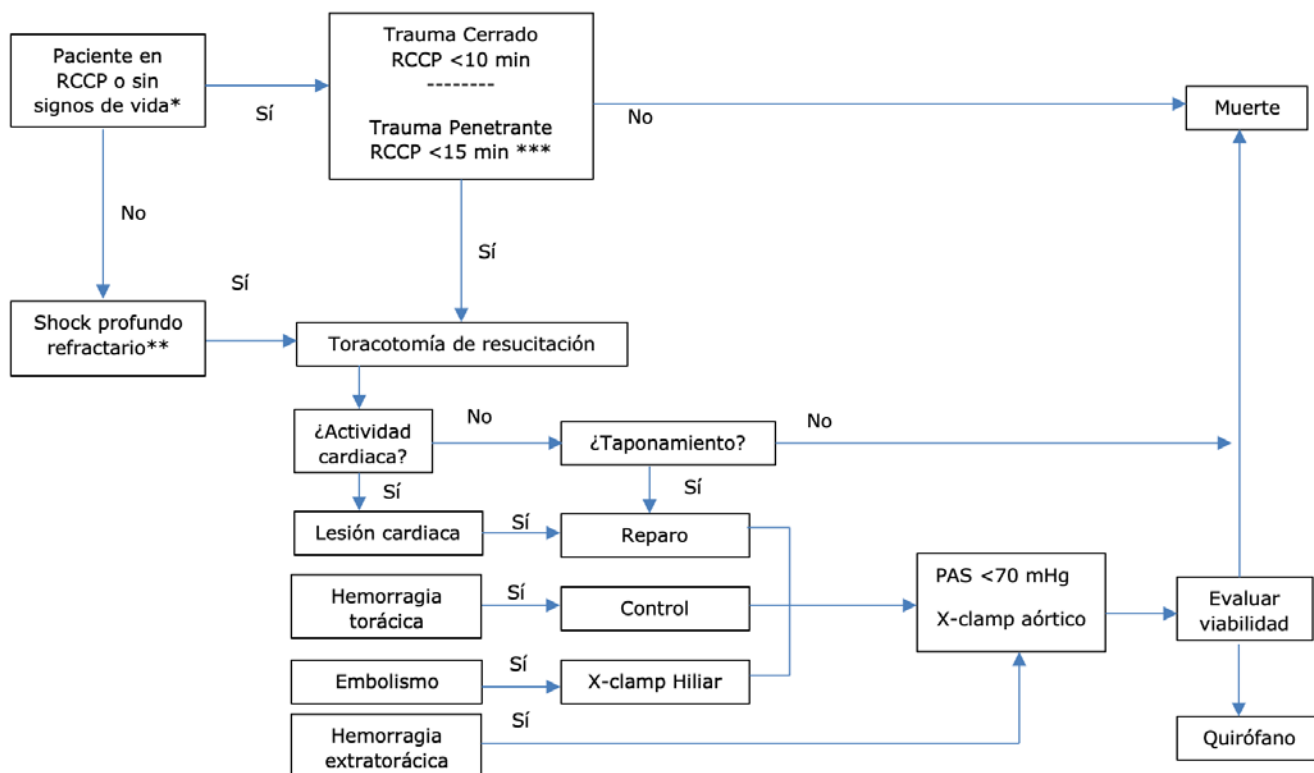 Paciente en
RCCP o sin
signos de vida*
Sí
Trauma Cerrado
RCCP <10 min
--------
Trauma Penetrante
RCCP <15 min ***
No
Muerte
No
Sí
Sí
Shock profundo
refractario**
Toracotomía de resucitación
¿Actividad
cardiaca?
No
¿Taponamiento?
No
Sí
Sí
Lesión cardiaca
Sí
Reparo
Hemorragia
torácica
Sí
Control
PAS <70 mHg
X-clamp aórtico
Evaluar
viabilidad
Embolismo
Sí
X-clamp Hiliar
Hemorragia
extratorácica
Sí
Quirófano